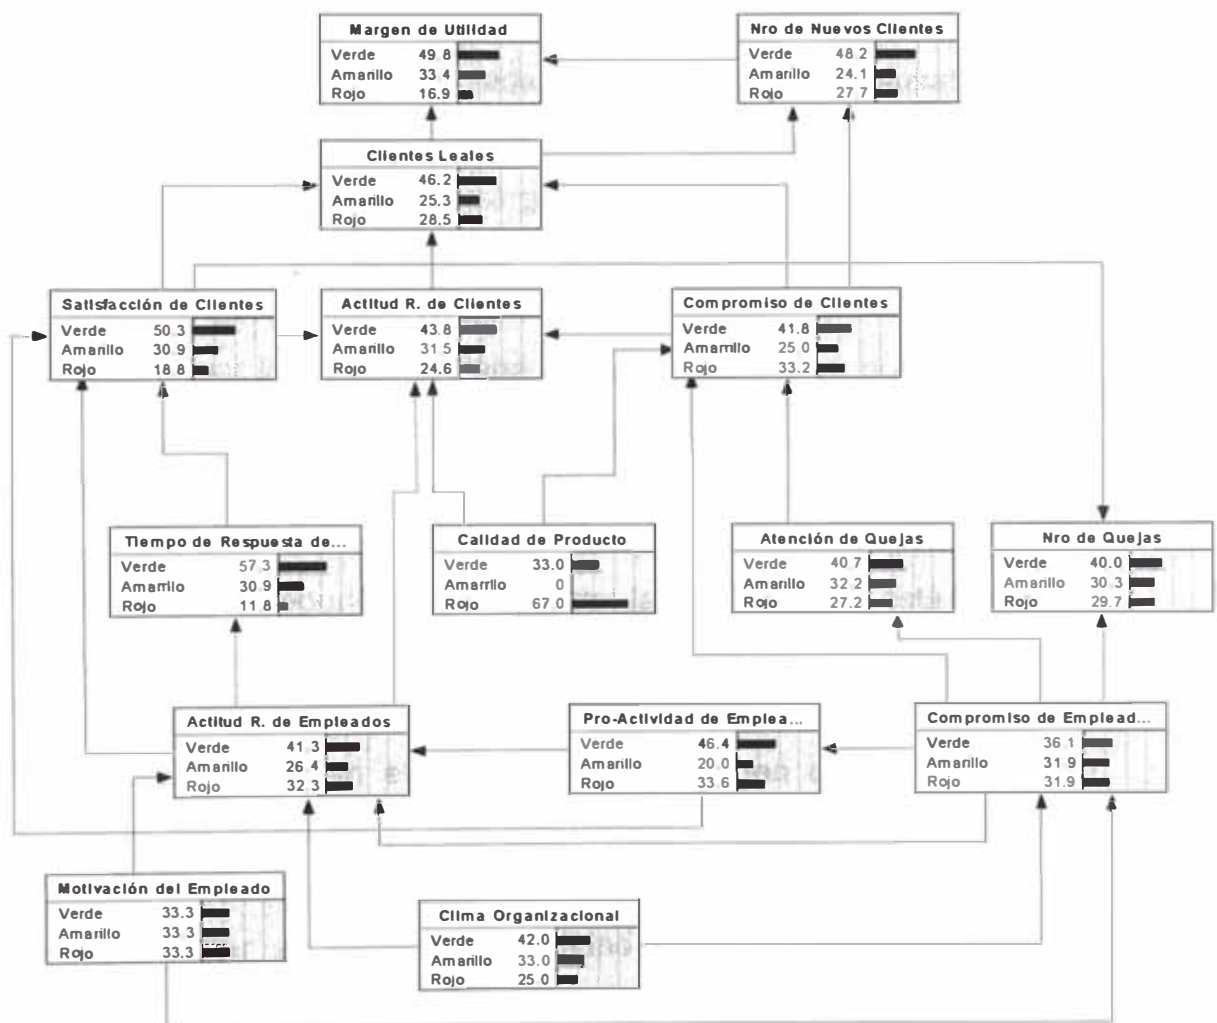 Margen de Utilidad
Verde 49.8
Amarillo 33.4
Rojo 16.9
Nro de Nuevos Clientes
Verde 48.2
Amarillo 24.1
Rojo 27.7
Clientes Leales
Verde 46.2
Amarillo 25.3
Rojo 28.5
Satisfacción de Clientes
Verde 50.3
Amarillo 30.9
Rojo 18.8
Actitud R. de Clientes
Verde 43.8
Amarillo 31.5
Rojo 24.6
Compromiso de Clientes
Verde 41.8
Amarillo 25.0
Rojo 33.2
Tiempo de Respuesta de...
Verde 57.3
Amarillo 30.9
Rojo 11.8
Calidad de Producto
Verde 33.0
Amarillo 0
Rojo 67.0
Atención de Quejas
Verde 40.7
Amarillo 32.2
Rojo 27.2
Nro de Quejas
Verde 40.0
Amarillo 30.3
Rojo 29.7
Actitud R. de Empleados
Verde 41.3
Amarillo 26.4
Rojo 32.3
Pro-Actividad de Emplea...
Verde 46.4
Amarillo 20.0
Rojo 33.6
Compromiso de Emplead...
Verde 36.1
Amarillo 31.9
Rojo 31.9
Motivación del Empleado
Verde 33.3
Amarillo 33.3
Rojo 33.3
Clima Organizacional
Verde 42.0
Amarillo 33.0
Rojo 25.0